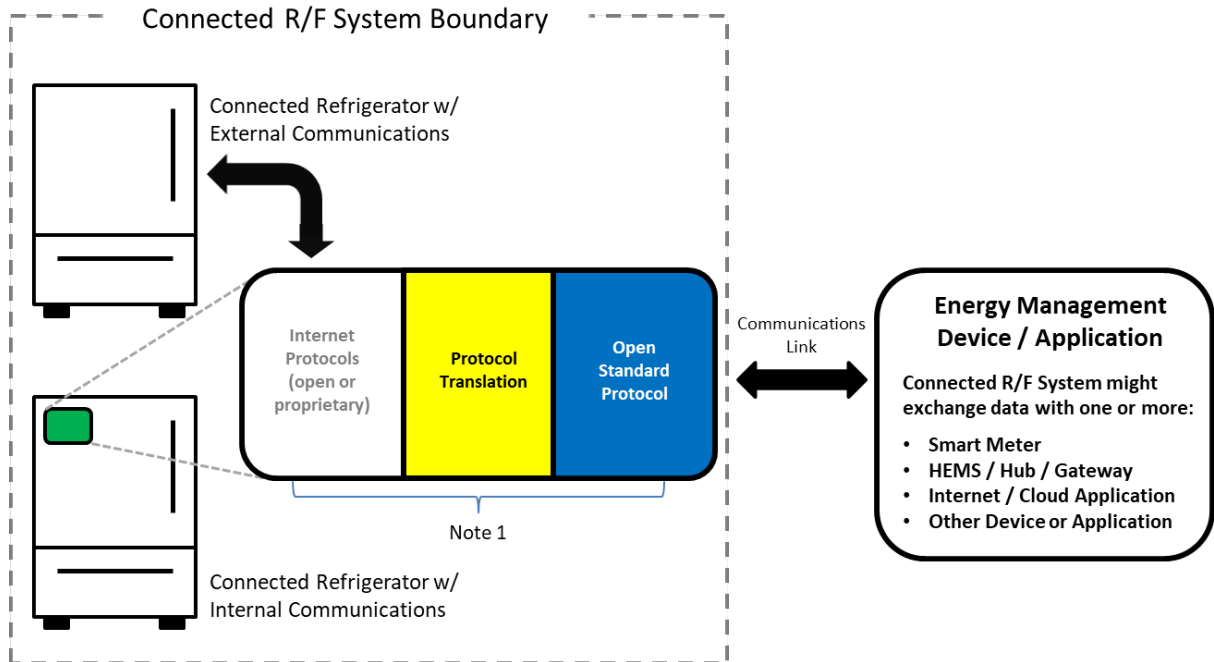 Connected R/F System Boundary
Connected Refrigerator w/
External Communications
Internet
Protocols
(open or
proprietary)
Protocol
Translation
Open
Standard
Protocol
Note 1
Connected Refrigerator w/
Internal Communications
Communications
Link
Energy Management
Device / Application
Connected R/F System might
exchange data with one or more:
• Smart Meter
• HEMS / Hub / Gateway
• Internet / Cloud Application
• Other Device or Application